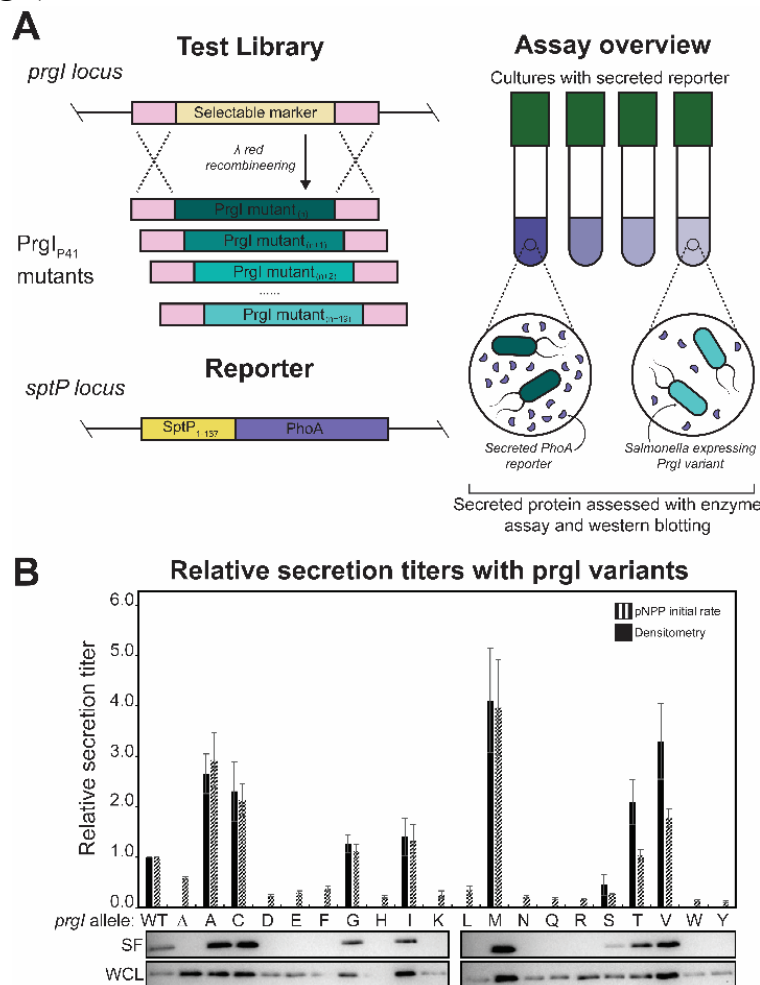 A
Test Library
Assay overview
prgI locus
Cultures with secreted reporter
Selectable marker
λ red
recombineering
PrgI mutant(n)
PrgI_P41
mutants
PrgI mutant(n+1)
PrgI mutant(n+2)
......
PrgI mutant(n=19)
Reporter
sptP locus
SptP1-137
PhoA
Secreted PhoA
reporter
Salmonella expressing
PrgI variant
Secreted protein assessed with enzyme
assay and western blotting
B
Relative secretion titers with prgI variants
pNPP initial rate
Densitometry
Relative secretion titer
6.0
5.0
4.0
3.0
2.0
1.0
0.0
prgI allele: WT Δ A C D E F G H I K L M N Q R S T V W Y
SF
WCL